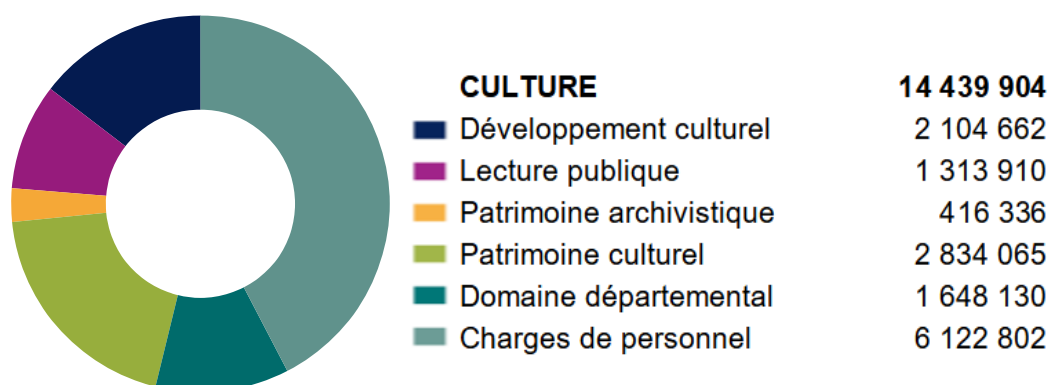 CULTURE 14 439 904
Développement culturel 2 104 662
Lecture publique 1 313 910
Patrimoine archivistique 416 336
Patrimoine culturel 2 834 065
Domaine départemental 1 648 130
Charges de personnel 6 122 802